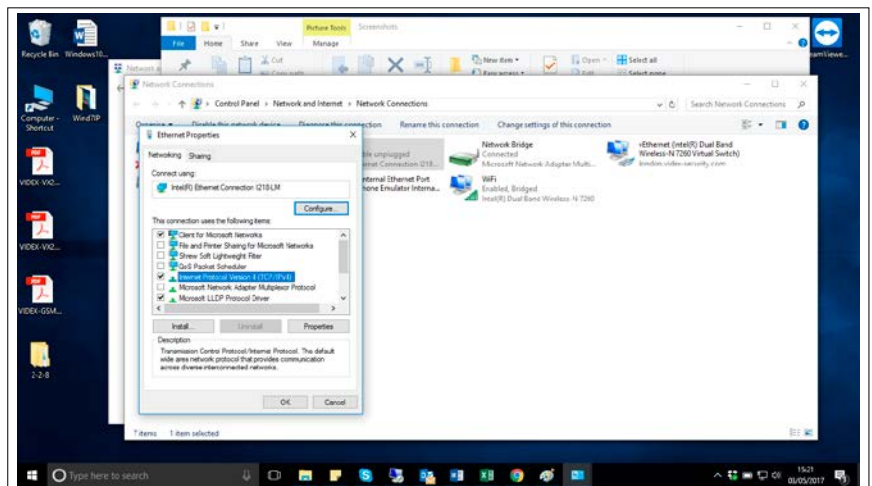 Picture Tools
Screenshots
File
Home
Share
View
Manage
Cut
New item
Open
Select all
Recycle Bin
Windows10...
Computer - Shortcut
VIDEX-VX2...
VIDEX-VX2...
VIDEX-GSM...
2-2-8
Network Connections
Control Panel > Network and Internet > Network Connections
Search Network Connections
Rename this connection
Change settings of this connection
Network Bridge
Connected
Microsoft Network Adapter Multi...
WiFi
Enabled, Bridged
Intel(R) Dual Band Wireless-N 7260
vEthernet (Intel(R) Dual Band
Wireless-N 7260 Virtual Switch)
london.videx-security.com
Ethernet Properties
Networking
Sharing
Connect using:
Intel(R) Ethernet Connection I218-LM
Configure...
This connection uses the following items:
Client for Microsoft Networks
File and Printer Sharing for Microsoft Networks
Shrew Soft Lightweight Filter
QoS Packet Scheduler
Internet Protocol Version 4 (TCP/IPv4)
Microsoft Network Adapter Multiplexor Protocol
Microsoft LLDP Protocol Driver
Install...
Uninstall
Properties
Description
Transmission Control Protocol/Internet Protocol. The default
wide area network protocol that provides communication
across diverse interconnected networks.
OK
Cancel
7 items
1 item selected
Type here to search
15:21
03/05/2017